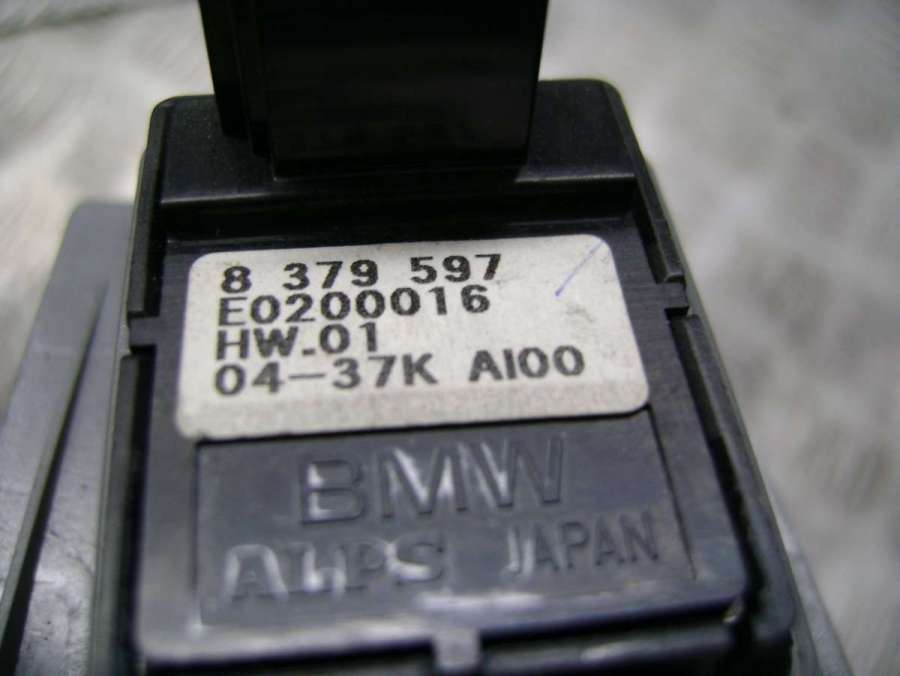 8 379 597
E0200016
HW-01
04-37K AI00
BMW
ALPS JAPAN